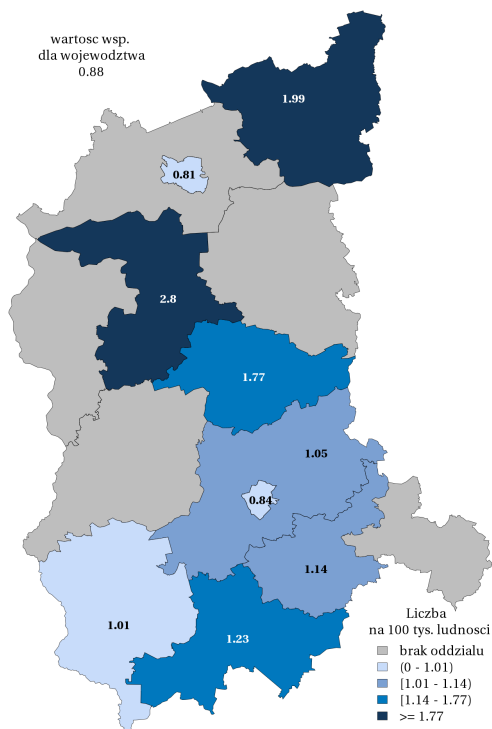 wartosc wsp.
dla wojewodztwa
0.88
1.99
0.81
2.8
1.77
1.05
0.84
1.14
1.01
1.23
Liczba
na 100 tys. ludnosci
brak oddzialu
(0 - 1.01)
[1.01 - 1.14)
[1.14 - 1.77)
>= 1.77